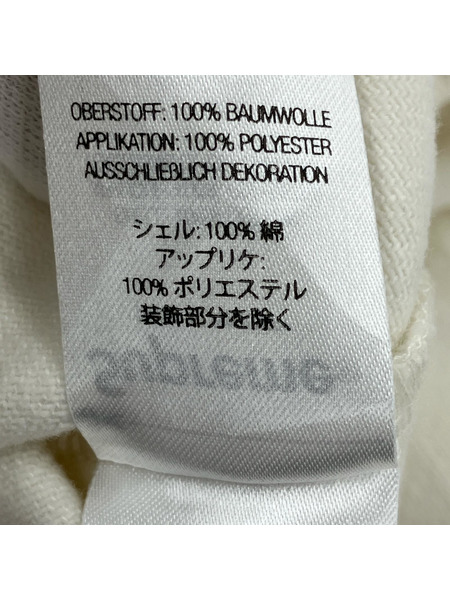 OBERSTOFF: 100% BAUMWOLLE
APPLIKATION: 100% POLYESTER
AUSSCHLIEßLICH DEKORATION
シェル: 100% 綿
アップリケ:
100% ポリエステル
装飾部分を除く
Supreme